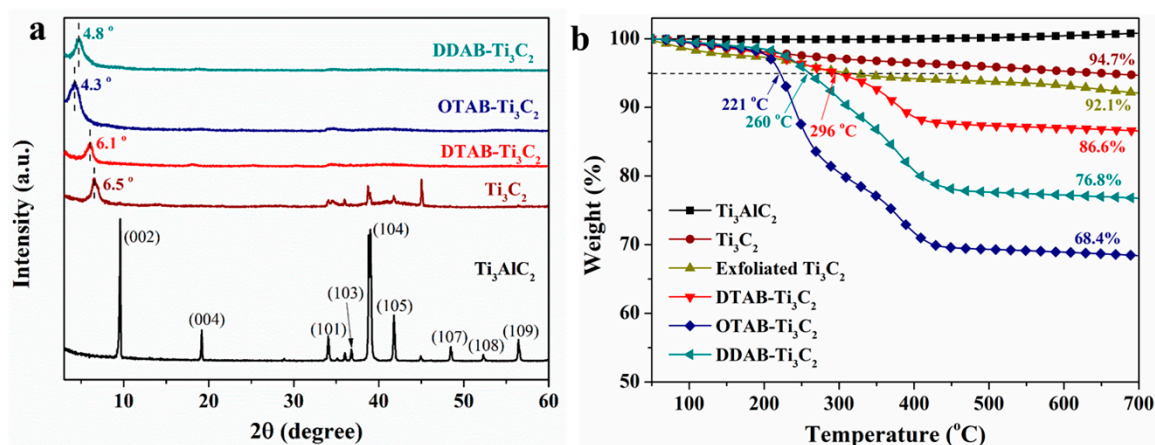 a
4.8 °
DDAB-Ti₃C₂
4.3 °
OTAB-Ti₃C₂
6.1 °
DTAB-Ti₃C₂
6.5 °
Ti₃C₂
(002)
(104)
Ti₃AlC₂
(004)
(101)
(103)
(105)
(107)
(108)
(109)
Intensity (a.u.)
10
20
30
40
50
60
2θ (degree)
b
100
90
80
70
60
50
94.7%
92.1%
86.6%
76.8%
68.4%
221 °C
260 °C
296 °C
Ti₃AlC₂
Ti₃C₂
Exfoliated Ti₃C₂
DTAB-Ti₃C₂
OTAB-Ti₃C₂
DDAB-Ti₃C₂
Weight (%)
100
200
300
400
500
600
700
Temperature (°C)